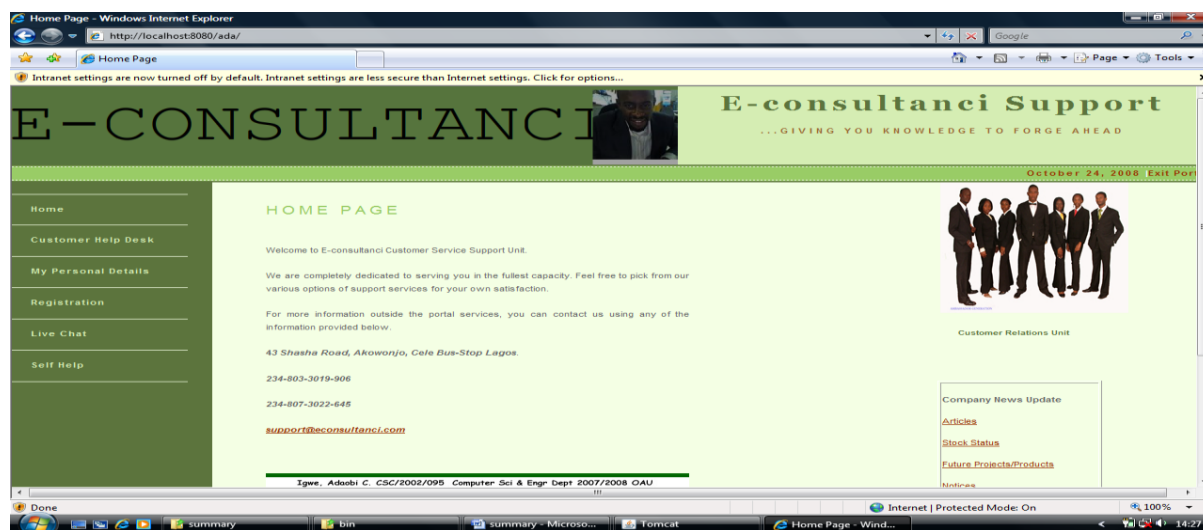 Home Page - Windows Internet Explorer
http://localhost:8080/ada/
Google
Home Page
Page
Tools
Intranet settings are now turned off by default. Intranet settings are less secure than Internet settings. Click for options...
E-CONSULTANCI
E-consultanci Support
...GIVING YOU KNOWLEDGE TO FORGE AHEAD
October 24, 2008 |Exit Port
Home
Customer Help Desk
My Personal Details
Registration
Live Chat
Self Help
HOME PAGE
Welcome to E-consultanci Customer Service Support Unit.
We are completely dedicated to serving you in the fullest capacity. Feel free to pick from our
various options of support services for your own satisfaction.
For more information outside the portal services, you can contact us using any of the
information provided below.
43 Shasha Road, Akowonjo, Cele Bus-Stop Lagos.
234-803-3019-906
234-807-3022-645
support@econsultanci.com
Igwe, Adaobi C. CSC/2002/095 Computer Sci & Engr Dept 2007/2008 OAU
Customer Relations Unit
Company News Update
Articles
Stock Status
Future Projects/Products
Notices
Done
Internet | Protected Mode: On
100%
summary
bin
summary - Microso...
Tomcat
Home Page - Wind...
14:27